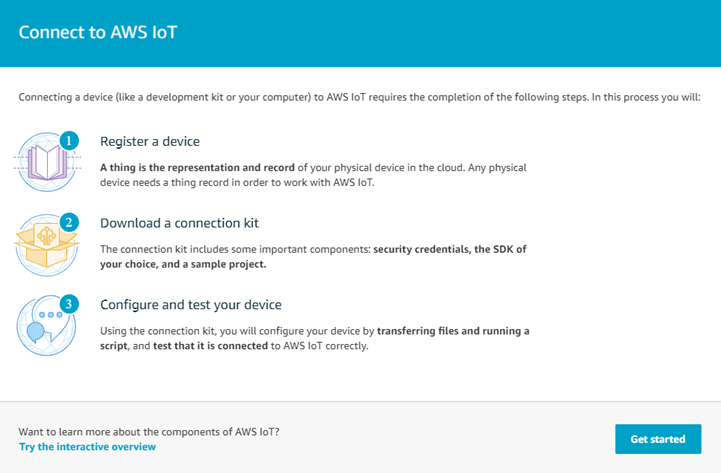 Connect to AWS IoT
Connecting a device (like a development kit or your computer) to AWS IoT requires the completion of the following steps. In this process you will:
1
Register a device
A thing is the representation and record of your physical device in the cloud. Any physical
device needs a thing record in order to work with AWS IoT.
2
Download a connection kit
The connection kit includes some important components: security credentials, the SDK of
your choice, and a sample project.
3
Configure and test your device
Using the connection kit, you will configure your device by transferring files and running a
script, and test that it is connected to AWS IoT correctly.
Want to learn more about the components of AWS IoT?
Try the interactive overview
Get started